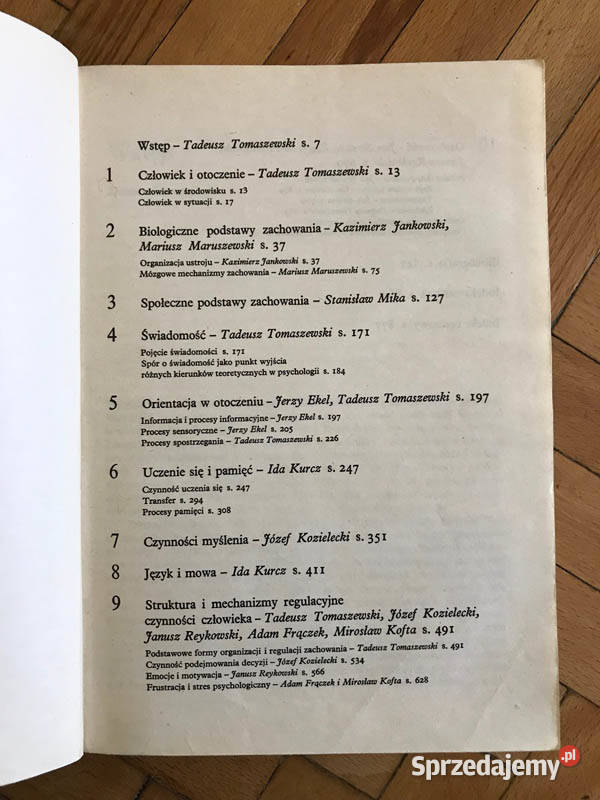 Wstęp – Tadeusz Tomaszewski s. 7
1 Człowiek i otoczenie – Tadeusz Tomaszewski s. 13
Człowiek w środowisku s. 13
Człowiek w sytuacji s. 17
2 Biologiczne podstawy zachowania – Kazimierz Jankowski,
Mariusz Maruszewski s. 37
Organizacja ustroju – Kazimierz Jankowski s. 37
Mózgowe mechanizmy zachowania – Mariusz Maruszewski s. 75
3 Społeczne podstawy zachowania – Stanisław Mika s. 127
4 Świadomość – Tadeusz Tomaszewski s. 171
Pojęcie świadomości s. 171
Spór o świadomość jako punkt wyjścia
różnych kierunków teoretycznych w psychologii s. 184
5 Orientacja w otoczeniu – Jerzy Ekel, Tadeusz Tomaszewski s. 197
Informacja i procesy informacyjne – Jerzy Ekel s. 197
Procesy sensoryczne – Jerzy Ekel s. 205
Procesy spostrzegania – Tadeusz Tomaszewski s. 226
6 Uczenie się i pamięć – Ida Kurcz s. 247
Czynność uczenia się s. 247
Transfer s. 294
Procesy pamięci s. 308
7 Czynności myślenia – Józef Kozielecki s. 351
8 Język i mowa – Ida Kurcz s. 411
9 Struktura i mechanizmy regulacyjne
czynności człowieka – Tadeusz Tomaszewski, Józef Kozielecki,
Janusz Reykowski, Adam Frączek, Mirosław Kofta s. 491
Podstawowe formy organizacji i regulacji zachowania – Tadeusz Tomaszewski s. 491
Czynność podejmowania decyzji – Józef Kozielecki s. 534
Emocje i motywacja – Janusz Reykowski s. 566
Frustracja i stres psychologiczny – Adam Frączek i Mirosław Kofta s. 628
Sprzedajemy.pl